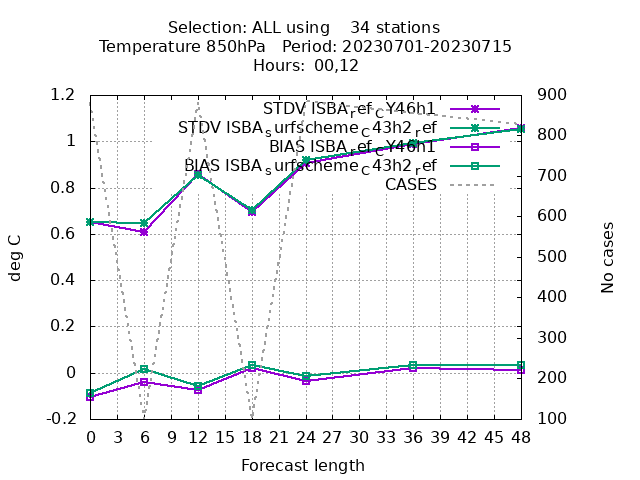 Selection: ALL using    34 stations
Temperature 850hPa   Period: 20230701-20230715
Hours:  00,12
STDV ISBA_ref_CY46h1
STDV ISBA_surfscheme_C43h2_ref
BIAS ISBA_ref_CY46h1
BIAS ISBA_surfscheme_C43h2_ref
CASES
1.2
1
0.8
0.6
0.4
0.2
0
-0.2
deg C
900
800
700
600
500
400
300
200
100
No cases
0 3 6 9 12 15 18 21 24 27 30 33 36 39 42 45 48
Forecast length